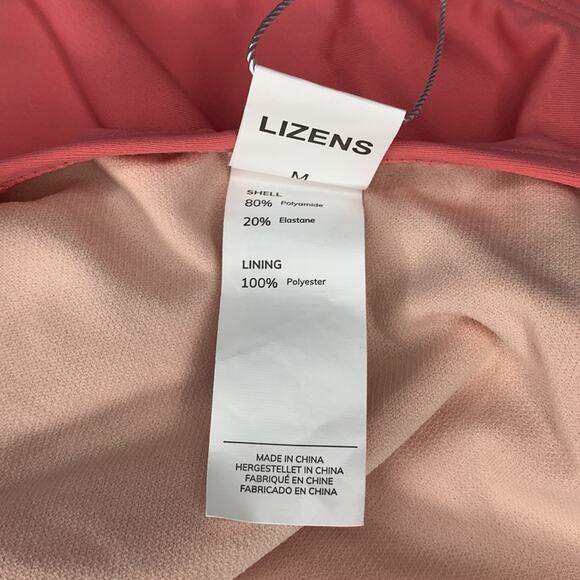 LIZENS
M
SHELL
80% Polyamide
20% Elastane
LINING
100% Polyester
MADE IN CHINA
HERGESTELLET IN CHINA
FABRIQUÉ EN CHINE
FABRICADO EN CHINA